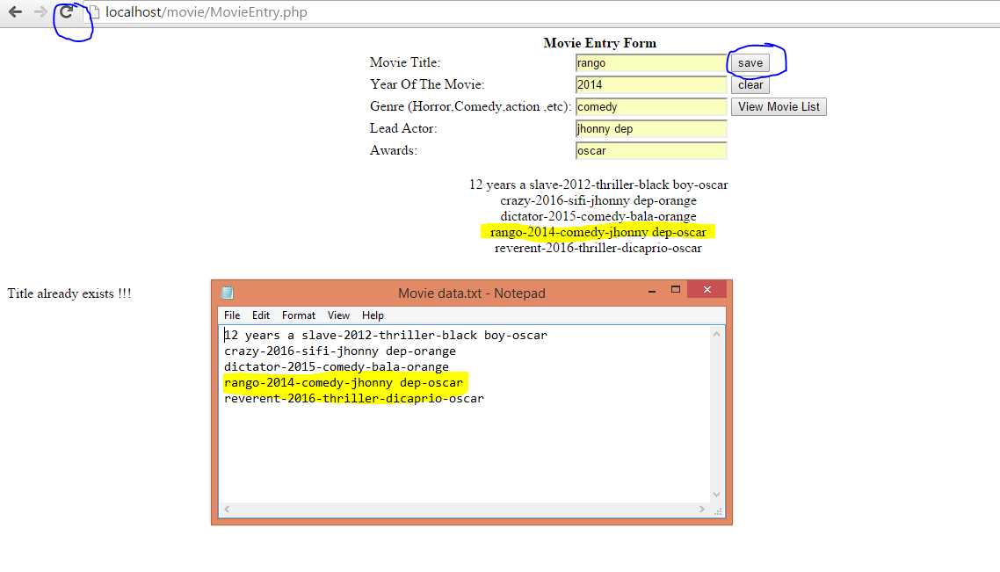 localhost/movie/MovieEntry.php
Movie Entry Form
Movie Title: rango save
Year Of The Movie: 2014 clear
Genre (Horror,Comedy,action ,etc): comedy View Movie List
Lead Actor: jhonny dep
Awards: oscar
12 years a slave-2012-thriller-black boy-oscar
crazy-2016-sifi-jhonny dep-orange
dictator-2015-comedy-bala-orange
rango-2014-comedy-jhonny dep-oscar
reverent-2016-thriller-dicaprio-oscar
Title already exists !!!
Movie data.txt - Notepad
File Edit Format View Help
12 years a slave-2012-thriller-black boy-oscar
crazy-2016-sifi-jhonny dep-orange
dictator-2015-comedy-bala-orange
rango-2014-comedy-jhonny dep-oscar
reverent-2016-thriller-dicaprio-oscar